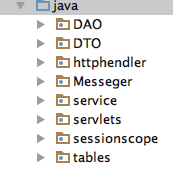 java
DAO
DTO
httphendler
Messeger
service
servlets
sessionscope
tables